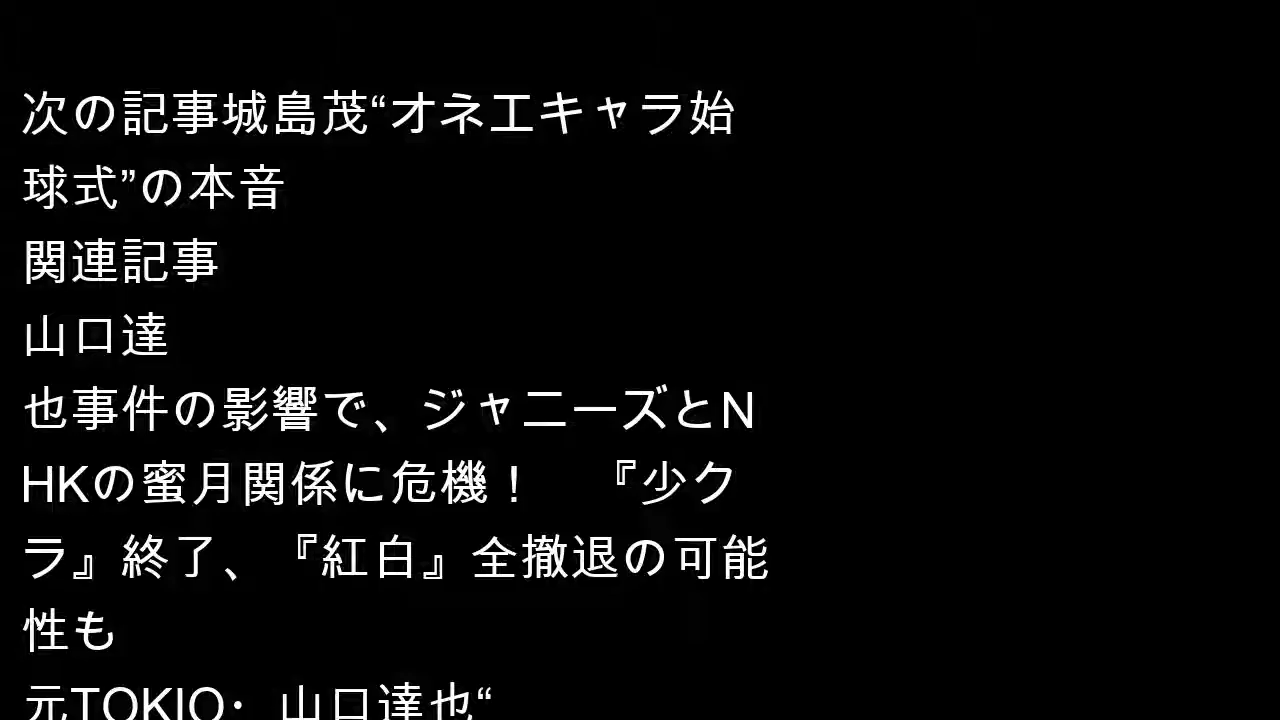 次の記事城島茂“オネエキャラ始
球式”の本音
関連記事
山口達
也事件の影響で、ジャニーズとN
HKの蜜月関係に危機！　『少ク
ラ』終了、『紅白』全撤退の可能
性も
元TOKIO・山口達也“